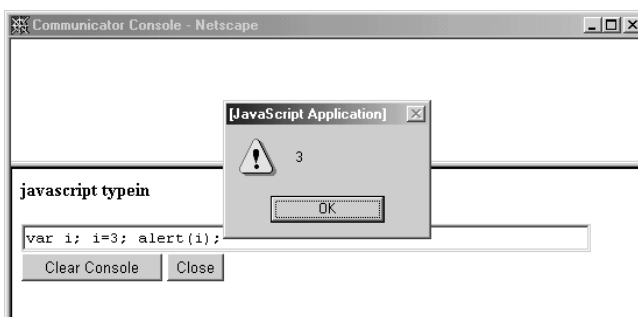 Communicator Console - Netscape
[JavaScript Application]
3
OK
javascript typein
var i; i=3; alert(i);
Clear Console
Close